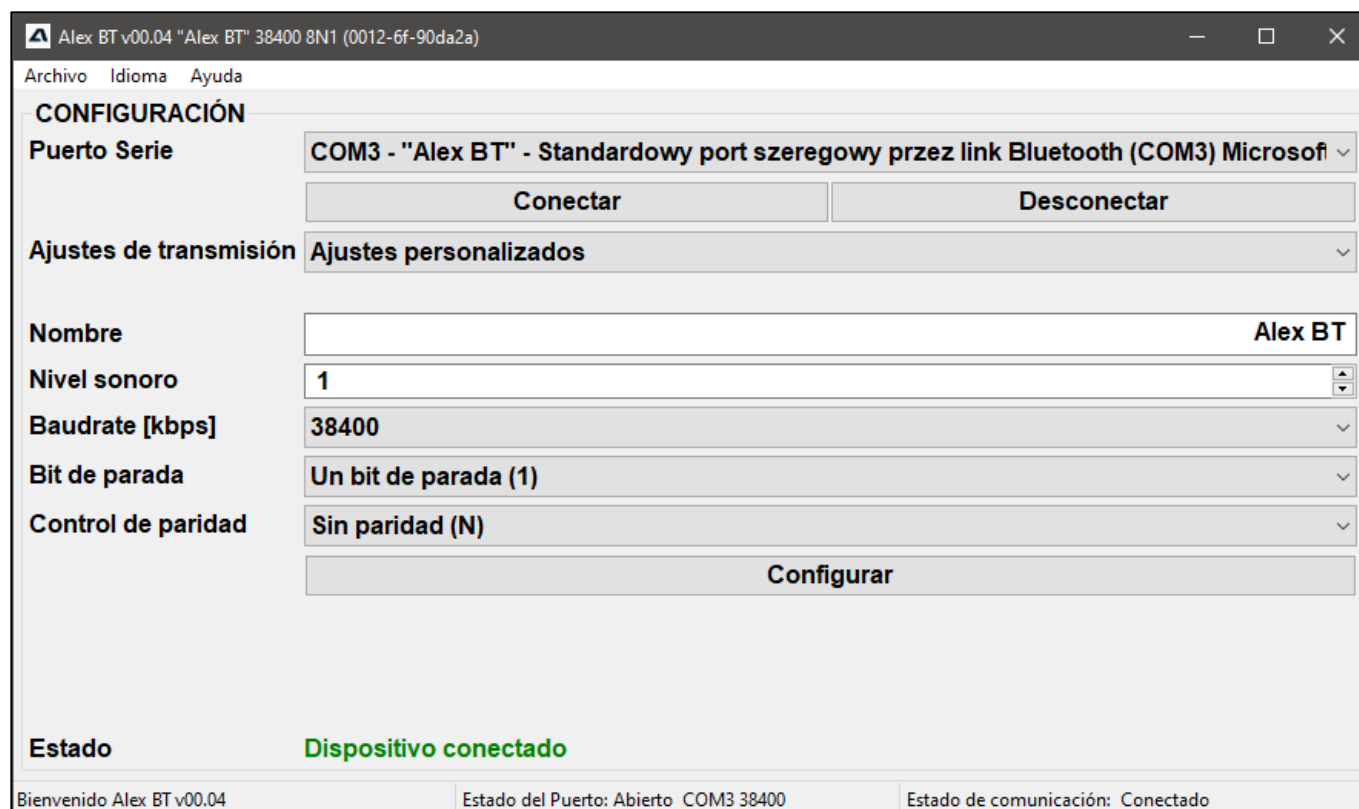 Alex BT v00.04 "Alex BT" 38400 8N1 (0012-6f-90da2a)
Archivo Idioma Ayuda
CONFIGURACIÓN
Puerto Serie COM3 - "Alex BT" - Standardowy port szeregowy przez link Bluetooth (COM3) Microsoft
Conectar Desconectar
Ajustes de transmisión Ajustes personalizados
Nombre Alex BT
Nivel sonoro 1
Baudrate [kbps] 38400
Bit de parada Un bit de parada (1)
Control de paridad Sin paridad (N)
Configurar
Estado Dispositivo conectado
Bienvenido Alex BT v00.04 Estado del Puerto: Abierto COM3 38400 Estado de comunicación: Conectado